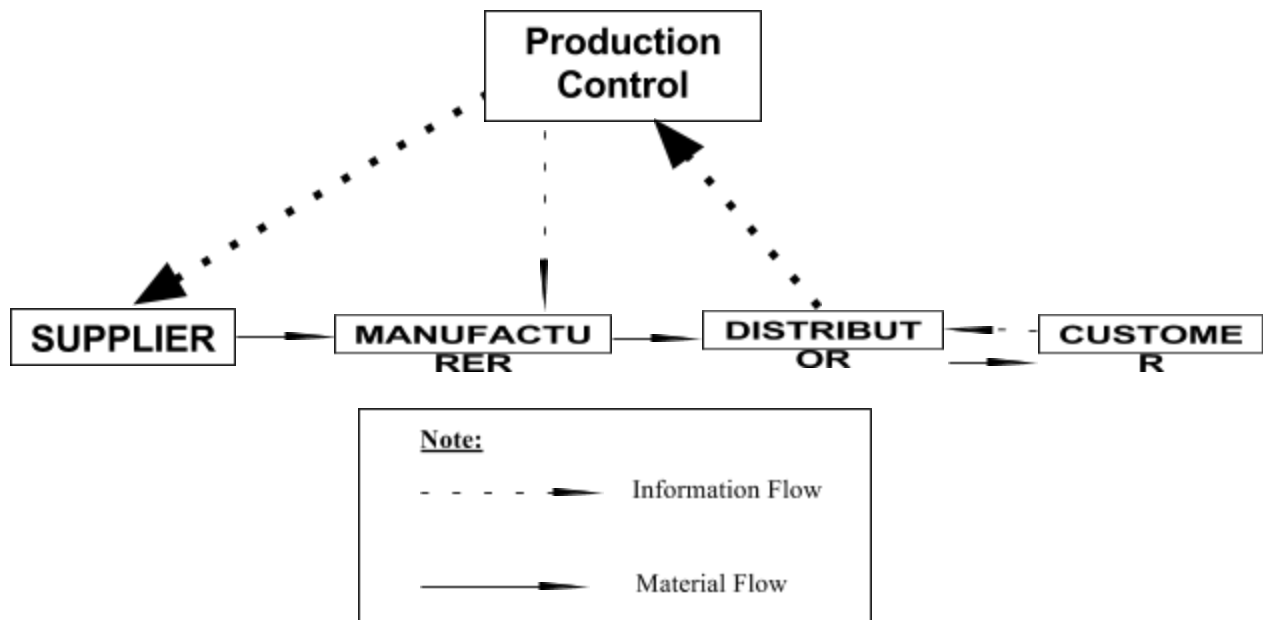 Production
Control
SUPPLIER
MANUFACTU
RER
DISTRIBUT
OR
CUSTOME
R
Note:
Information Flow
Material Flow